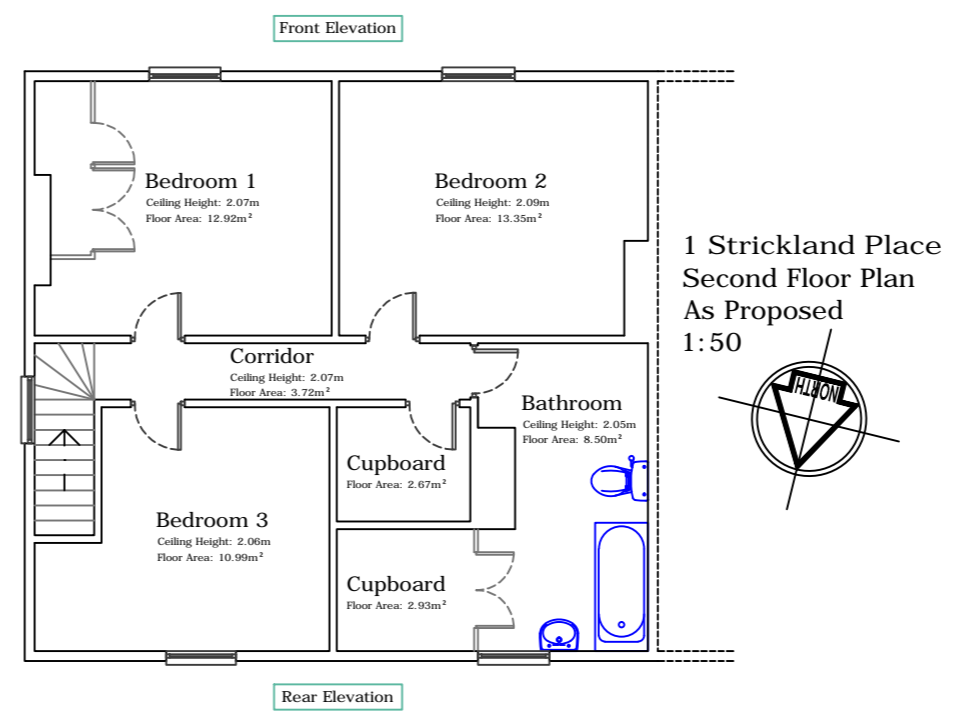 Front Elevation
Bedroom 1
Ceiling Height: 2.07m
Floor Area: 12.92m²
Bedroom 2
Ceiling Height: 2.09m
Floor Area: 13.35m²
1 Strickland Place
Second Floor Plan
As Proposed
1:50
NORTH
Corridor
Ceiling Height: 2.07m
Floor Area: 3.72m²
Bathroom
Ceiling Height: 2.05m
Floor Area: 8.50m²
Cupboard
Floor Area: 2.67m²
Bedroom 3
Ceiling Height: 2.06m
Floor Area: 10.99m²
Cupboard
Floor Area: 2.93m²
Rear Elevation